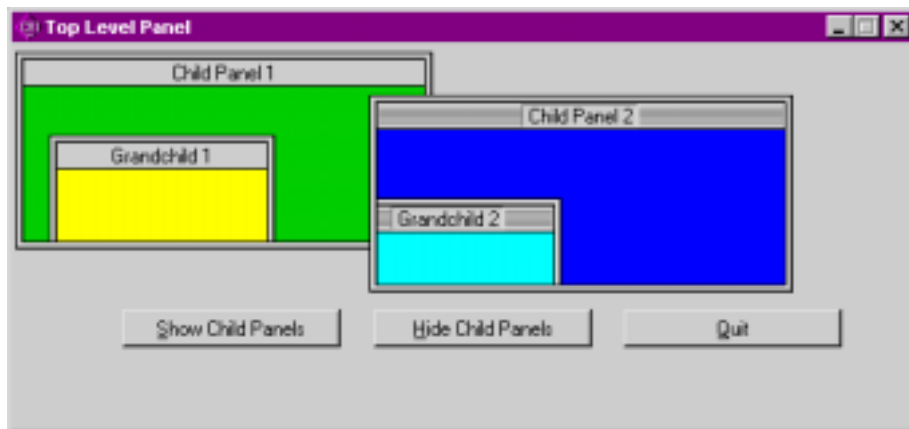 Top Level Panel
Child Panel 1
Child Panel 2
Grandchild 1
Grandchild 2
Show Child Panels
Hide Child Panels
Quit